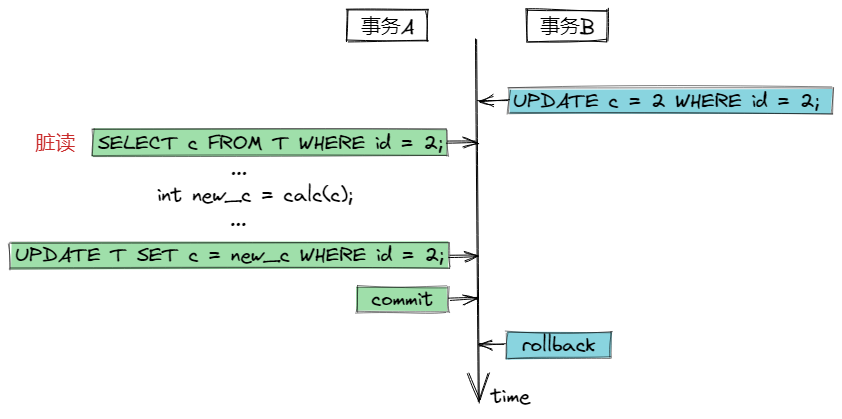 事务A
事务B
UPDATE c = 2 WHERE id = 2;
脏读
SELECT c FROM T WHERE id = 2;
...
int new_c = calc(c);
...
UPDATE T SET c = new_c WHERE id = 2;
commit
rollback
time